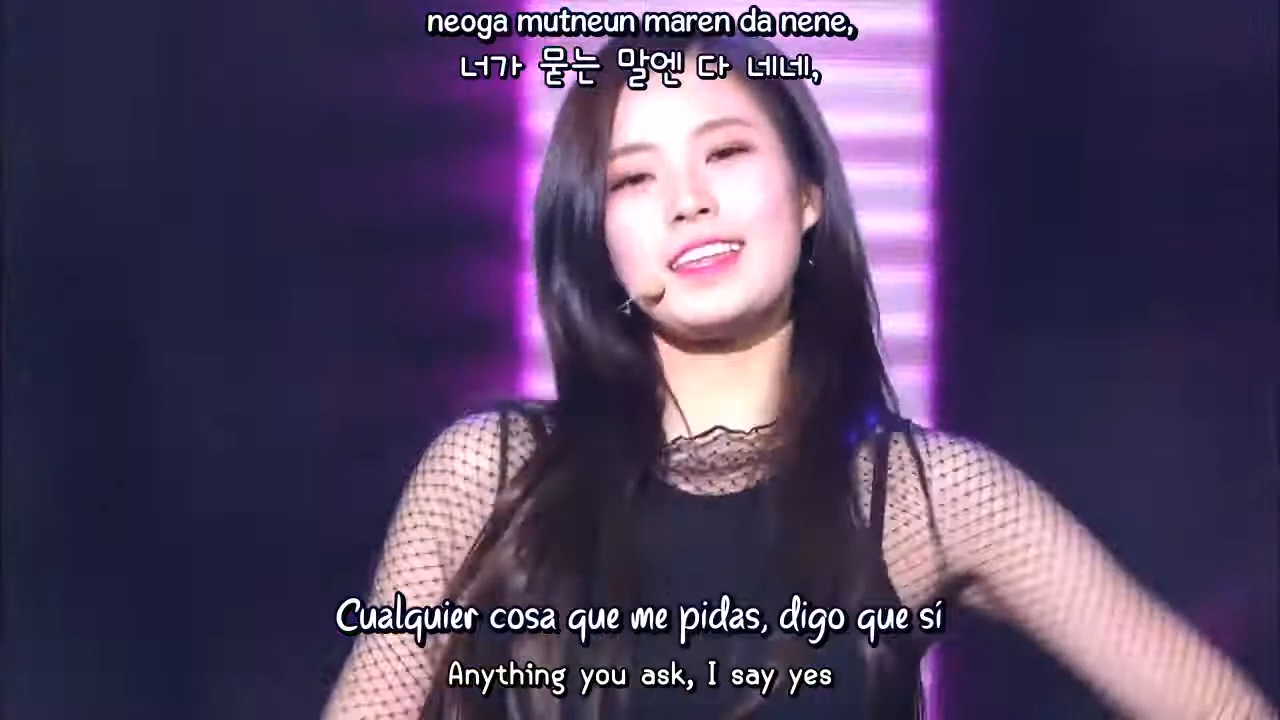 neoga mutneun maren da nene,
너가 묻는 말엔 다 네네,
Cualquier cosa que me pidas, digo que sí
Anything you ask, I say yes